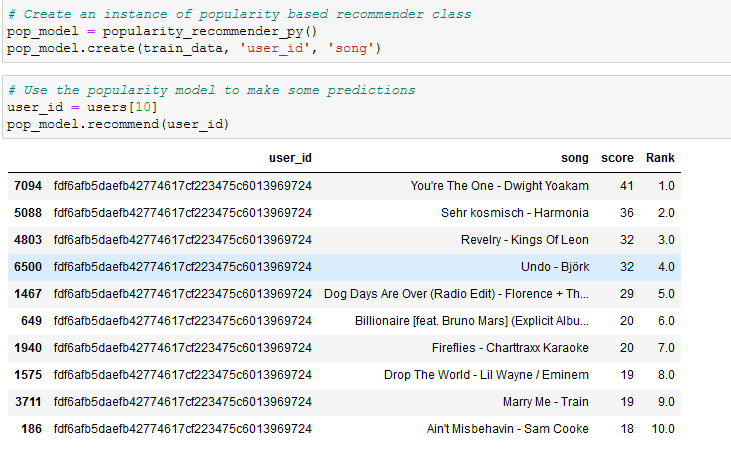 # Create an instance of popularity based recommender class
pop_model = popularity_recommender_py()
pop_model.create(train_data, 'user_id', 'song')
# Use the popularity model to make some predictions
user_id = users[10]
pop_model.recommend(user_id)
user_id song score Rank
7094 fdf6afb5daefb42774617cf223475c6013969724 You're The One - Dwight Yoakam 41 1.0
5088 fdf6afb5daefb42774617cf223475c6013969724 Sehr kosmisch - Harmonia 36 2.0
4803 fdf6afb5daefb42774617cf223475c6013969724 Revelry - Kings Of Leon 32 3.0
6500 fdf6afb5daefb42774617cf223475c6013969724 Undo - Björk 32 4.0
1467 fdf6afb5daefb42774617cf223475c6013969724 Dog Days Are Over (Radio Edit) - Florence + Th... 29 5.0
649 fdf6afb5daefb42774617cf223475c6013969724 Billionaire [feat. Bruno Mars] (Explicit Albu... 20 6.0
1940 fdf6afb5daefb42774617cf223475c6013969724 Fireflies - Charttraxx Karaoke 20 7.0
1575 fdf6afb5daefb42774617cf223475c6013969724 Drop The World - Lil Wayne / Eminem 19 8.0
3711 fdf6afb5daefb42774617cf223475c6013969724 Marry Me - Train 19 9.0
186 fdf6afb5daefb42774617cf223475c6013969724 Ain't Misbehavin - Sam Cooke 18 10.0